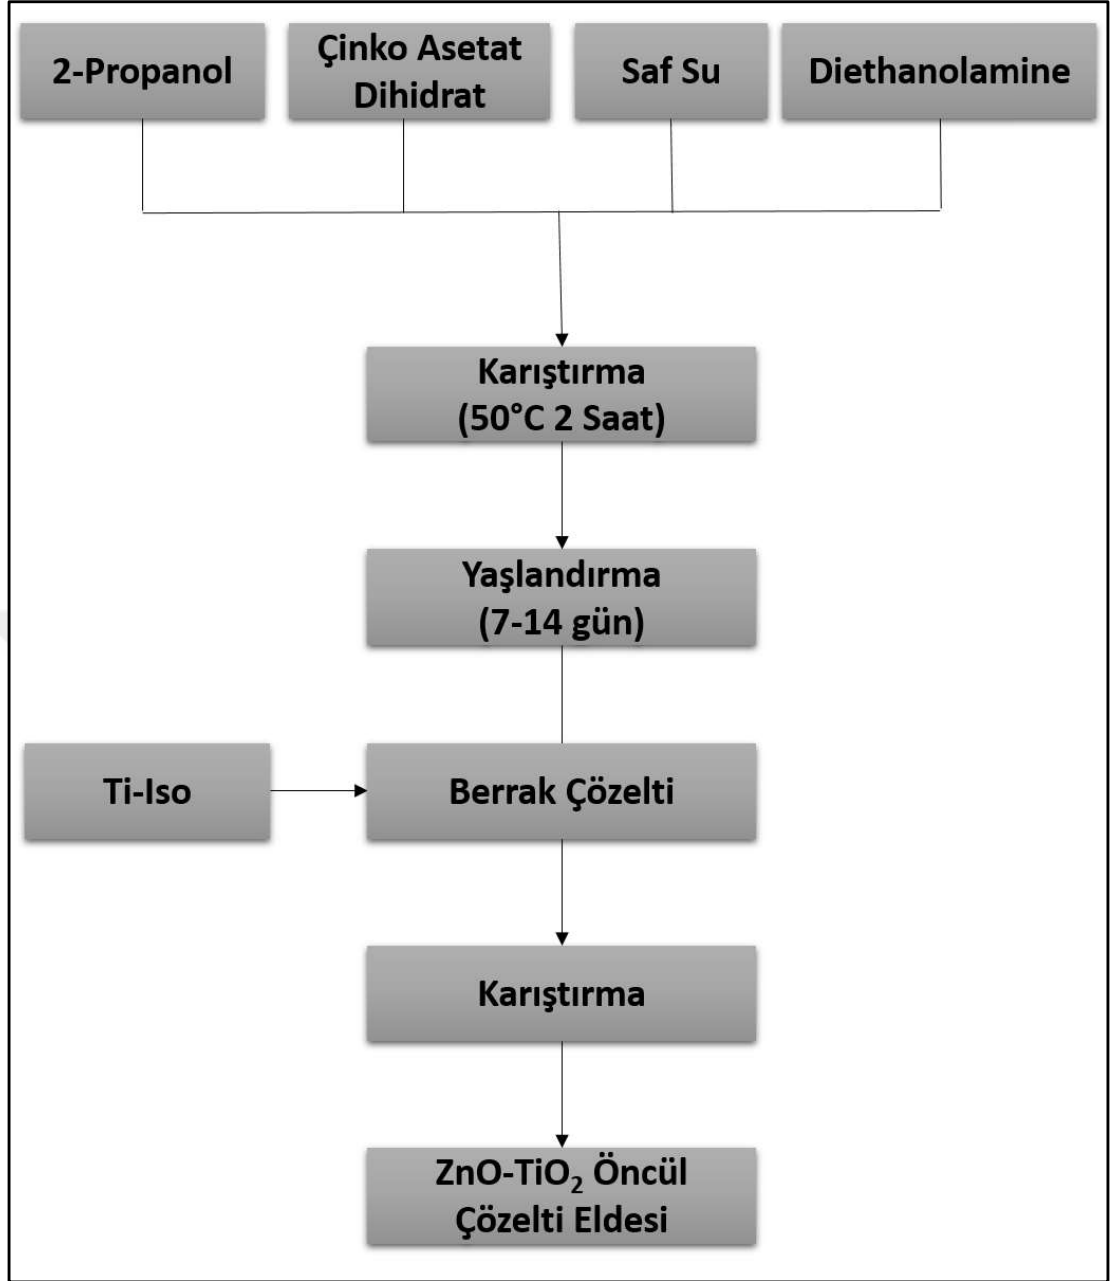 2-Propanol
Çinko Asetat
Dihidrat
Saf Su
Diethanolamine
Karıştırma
(50°C 2 Saat)
Yaşlandırma
(7-14 gün)
Ti-Iso
Berrak Çözelti
Karıştırma
ZnO-TiO₂ Öncül
Çözelti Eldesi